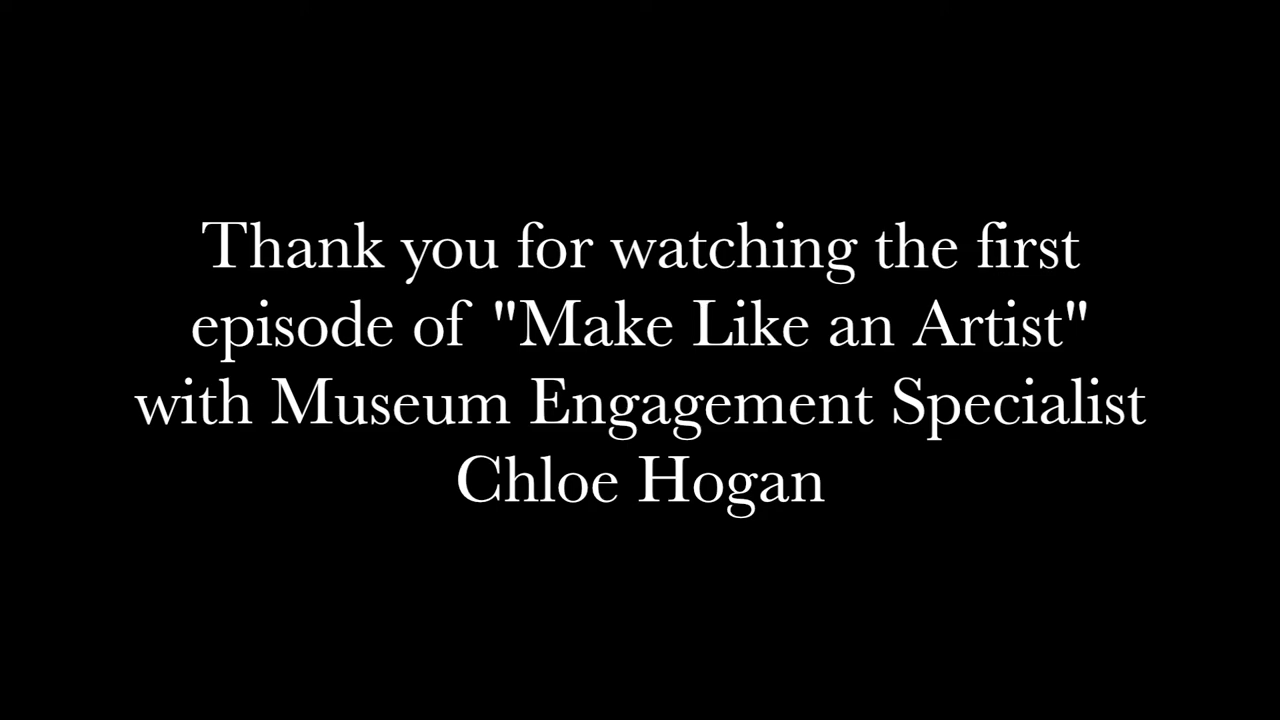 Thank you for watching the first
episode of "Make Like an Artist"
with Museum Engagement Specialist
Chloe Hogan